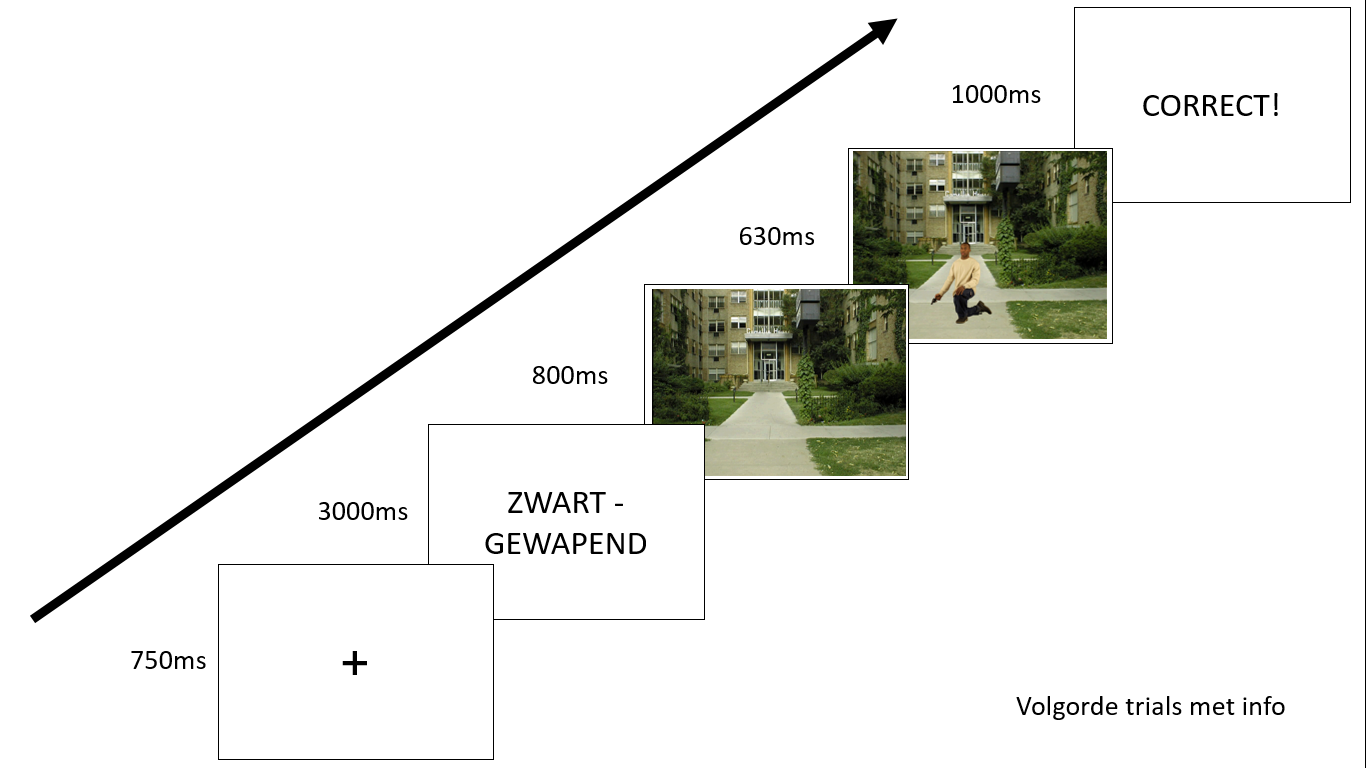 1000ms
CORRECT!
630ms
800ms
3000ms
ZWART -
GEWAPEND
750ms
+
Volgorde trials met info